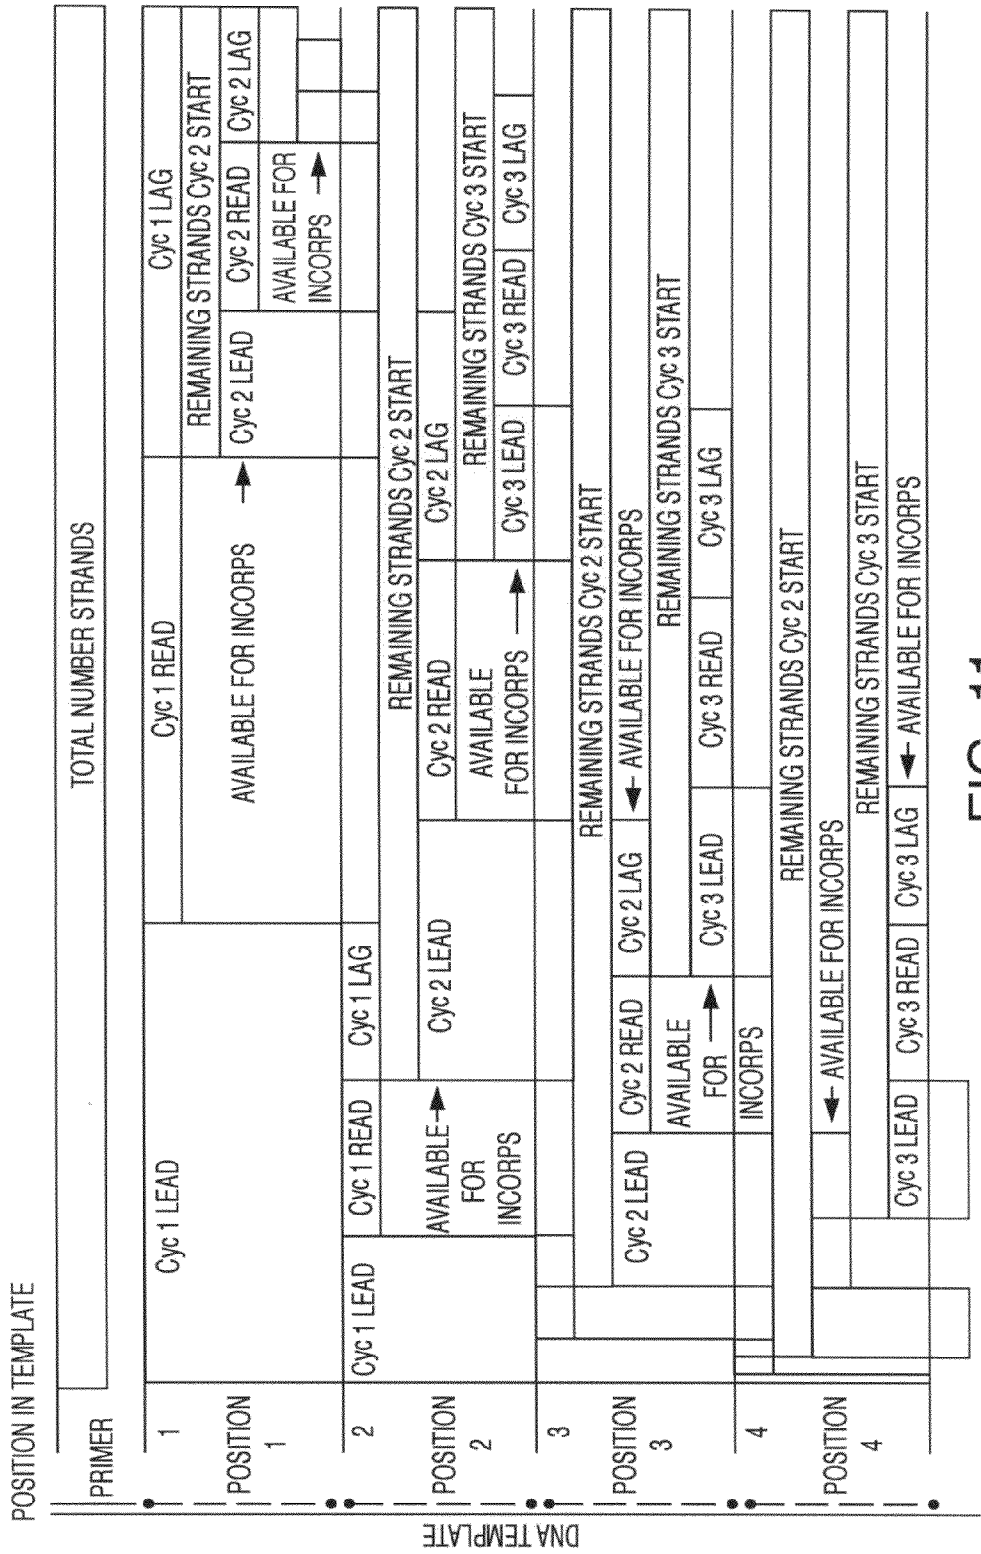 POSITION IN TEMPLATE
PRIMER
TOTAL NUMBER STRANDS
1
POSITION
1
Cyc 1 LEAD
Cyc 1 READ
Cyc 1 LAG
AVAILABLE FOR INCORPS
REMAINING STRANDS Cyc 2 START
Cyc 2 LEAD
Cyc 2 READ
Cyc 2 LAG
AVAILABLE FOR
INCORPS
2
POSITION
2
Cyc 1 LEAD
Cyc 1 READ
Cyc 1 LAG
AVAILABLE
FOR
INCORPS
REMAINING STRANDS Cyc 2 START
Cyc 2 LEAD
Cyc 2 READ
Cyc 2 LAG
AVAILABLE
FOR INCORPS
REMAINING STRANDS Cyc 3 START
Cyc 3 LEAD
Cyc 3 READ
Cyc 3 LAG
3
POSITION
3
REMAINING STRANDS Cyc 2 START
Cyc 2 LEAD
Cyc 2 READ
Cyc 2 LAG
AVAILABLE FOR INCORPS
AVAILABLE
FOR
INCORPS
REMAINING STRANDS Cyc 3 START
Cyc 3 LEAD
Cyc 3 READ
Cyc 3 LAG
4
POSITION
4
REMAINING STRANDS Cyc 2 START
AVAILABLE FOR INCORPS
REMAINING STRANDS Cyc 3 START
Cyc 3 LEAD
Cyc 3 READ
Cyc 3 LAG
AVAILABLE FOR INCORPS
DNA TEMPLATE